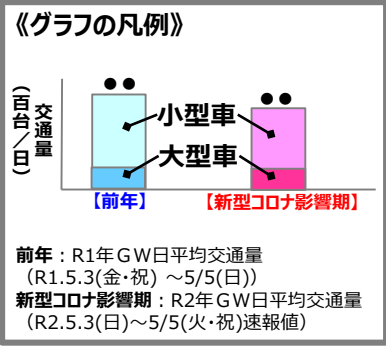 《グラフの凡例》
交通量
(百台/日)
●●
●●
小型車
大型車
【前年】
【新型コロナ影響期】
前年：R1年GW日平均交通量
（R1.5.3(金・祝) ～5/5(日)）
新型コロナ影響期：R2年GW日平均交通量
（R2.5.3(日)～5/5(火・祝)速報値）